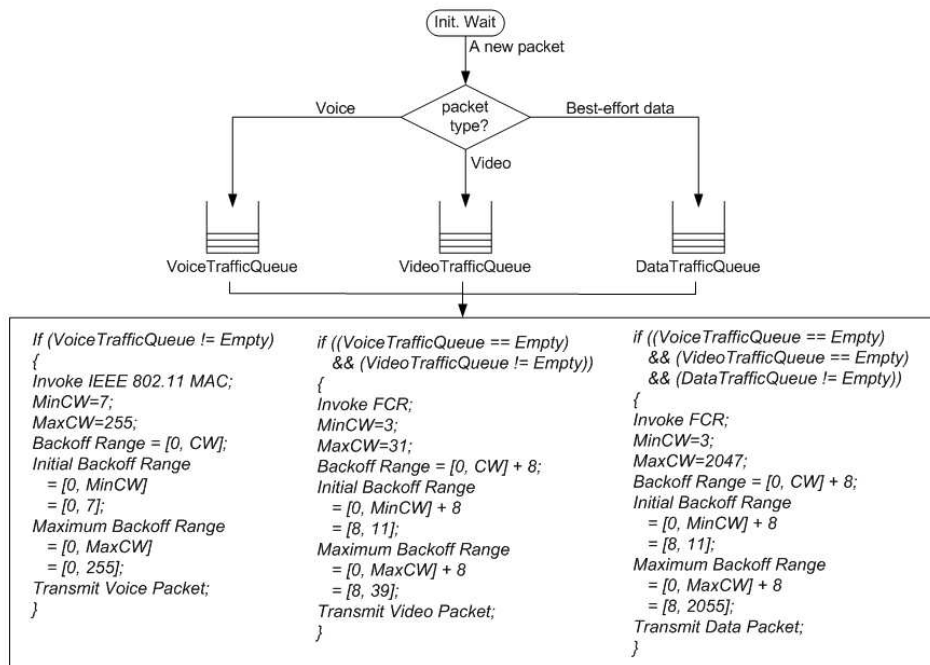 Init. Wait
A new packet
packet
type?
Voice
Best-effort data
Video
VoiceTrafficQueue
VideoTrafficQueue
DataTrafficQueue
If (VoiceTrafficQueue != Empty)
{
Invoke IEEE 802.11 MAC;
MinCW=7;
MaxCW=255;
Backoff Range = [0, CW];
Initial Backoff Range
= [0, MinCW]
= [0, 7];
Maximum Backoff Range
= [0, MaxCW]
= [0, 255];
Transmit Voice Packet;
}
if ((VoiceTrafficQueue == Empty)
&& (VideoTrafficQueue != Empty))
{
Invoke FCR;
MinCW=3;
MaxCW=31;
Backoff Range = [0, CW] + 8;
Initial Backoff Range
= [0, MinCW] + 8
= [8, 11];
Maximum Backoff Range
= [0, MaxCW] + 8
= [8, 39];
Transmit Video Packet;
}
if ((VoiceTrafficQueue == Empty)
&& (VideoTrafficQueue == Empty)
&& (DataTrafficQueue != Empty))
{
Invoke FCR;
MinCW=3;
MaxCW=2047;
Backoff Range = [0, CW] + 8;
Initial Backoff Range
= [0, MinCW] + 8
= [8, 11];
Maximum Backoff Range
= [0, MaxCW] + 8
= [8, 2055];
Transmit Data Packet;
}